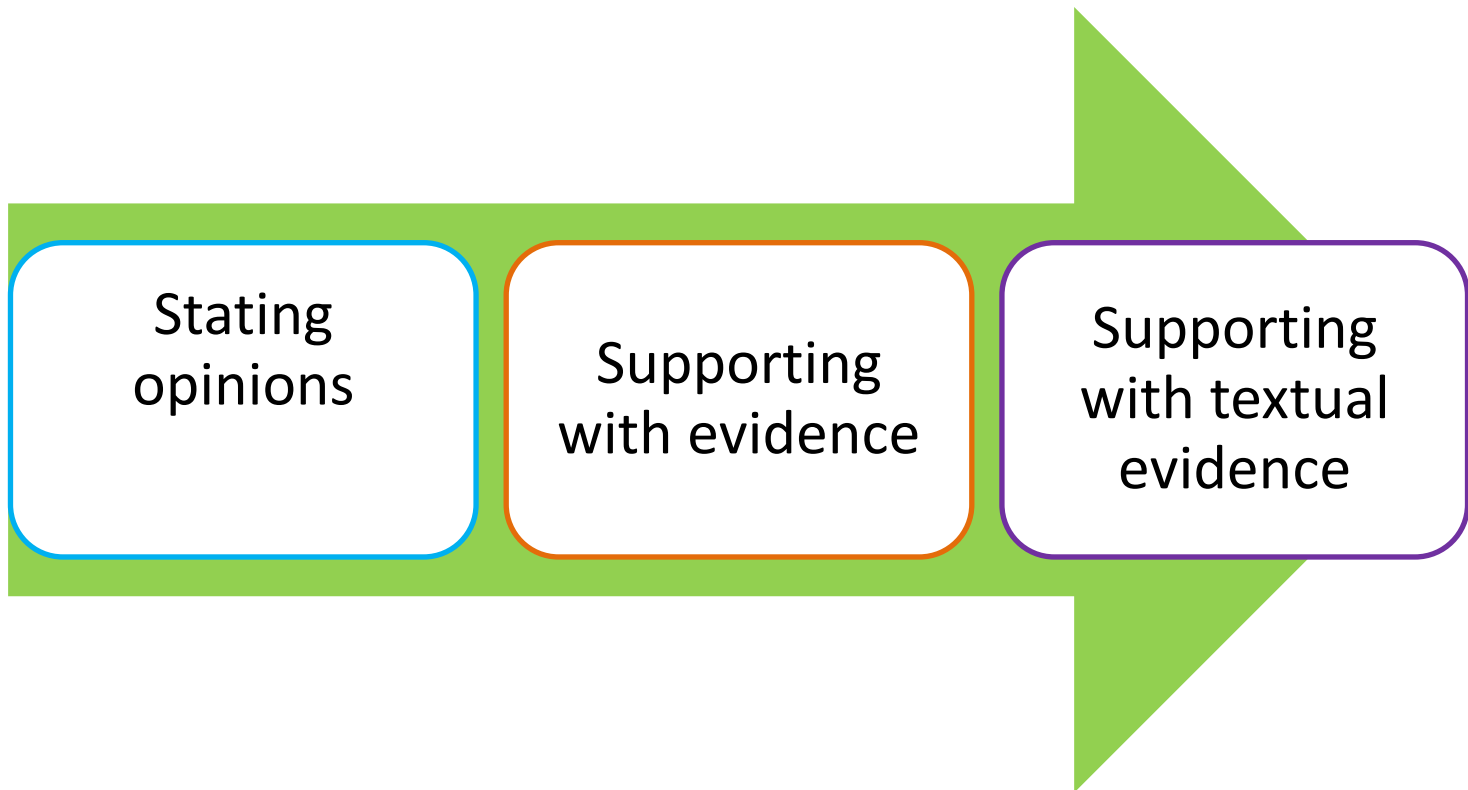 Stating
opinions
Supporting
with evidence
Supporting
with textual
evidence